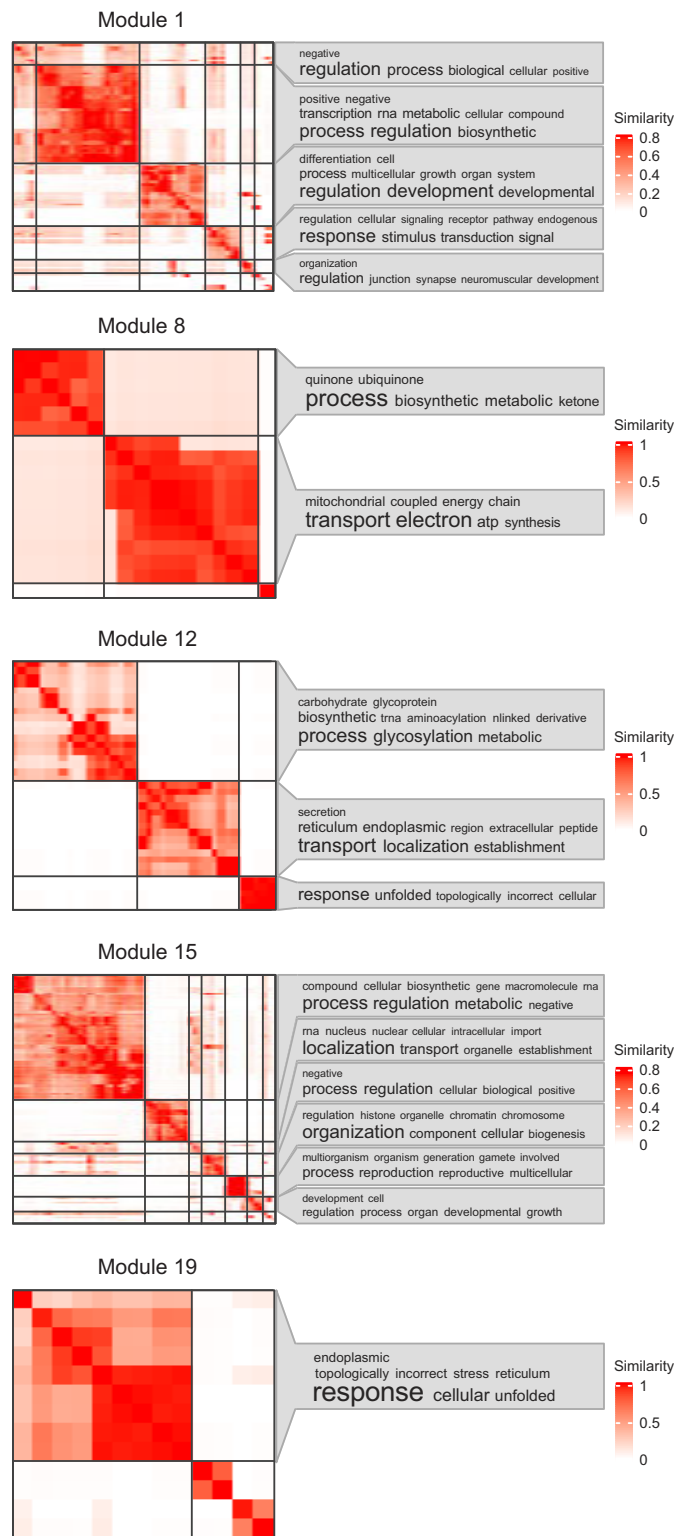 Module 1
negative
regulation process biological cellular positive
positive negative
transcription rna metabolic cellular compound
process regulation biosynthetic
differentiation cell
process multicellular growth organ system
regulation development developmental
regulation cellular signaling receptor pathway endogenous
response stimulus transduction signal
organization
regulation junction synapse neuromuscular development
Similarity
0.8
0.6
0.4
0.2
0
Module 8
quinone ubiquinone
process biosynthetic metabolic ketone
mitochondrial coupled energy chain
transport electron atp synthesis
Similarity
1
0.5
0
Module 12
carbohydrate glycoprotein
biosynthetic trna aminoacylation nlinked derivative
process glycosylation metabolic
secretion
reticulum endoplasmic region extracellular peptide
transport localization establishment
response unfolded topologically incorrect cellular
Similarity
1
0.5
0
Module 15
compound cellular biosynthetic gene macromolecule rna
process regulation metabolic negative
rna nucleus nuclear cellular intracellular import
localization transport organelle establishment
negative
process regulation cellular biological positive
regulation histone organelle chromatin chromosome
organization component cellular biogenesis
multiorganism organism generation gamete involved
process reproduction reproductive multicellular
development cell
regulation process organ developmental growth
Similarity
0.8
0.6
0.4
0.2
0
Module 19
endoplasmic
topologically incorrect stress reticulum
response cellular unfolded
Similarity
1
0.5
0